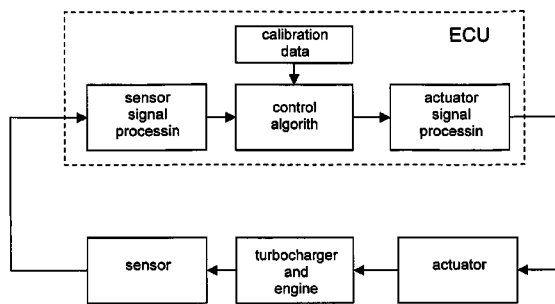 calibration
data
ECU
sensor
signal
processin
control
algorith
actuator
signal
processin
sensor
turbocharger
and
engine
actuator